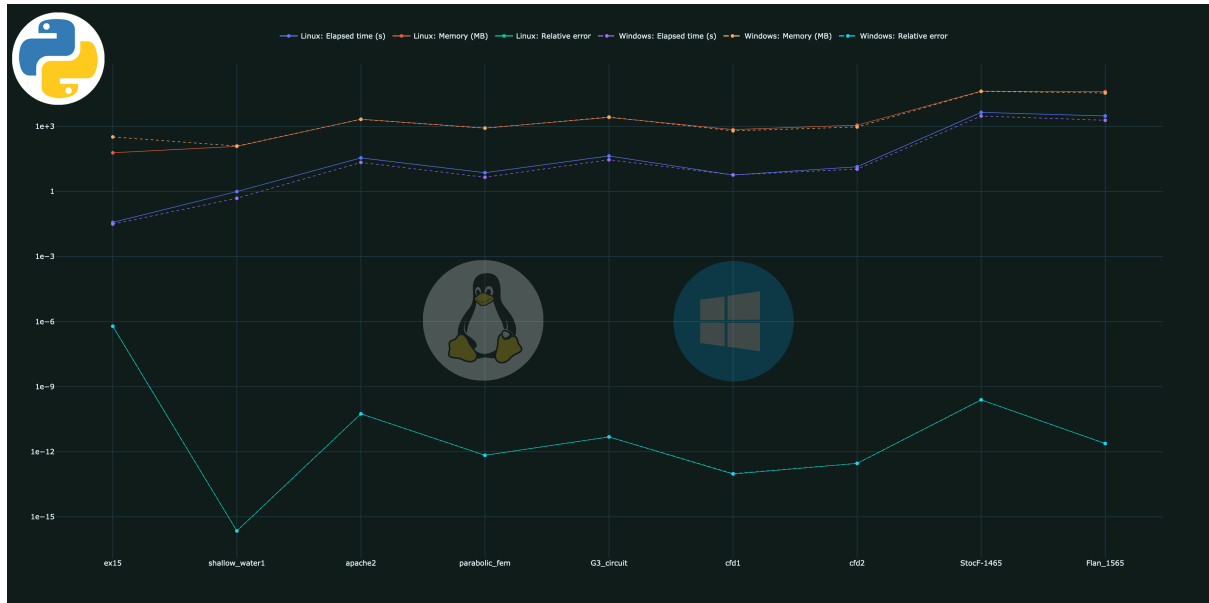 Linux: Elapsed time (s) Linux: Memory (MB) Linux: Relative error Windows: Elapsed time (s) Windows: Memory (MB) Windows: Relative error
1e+3
1
1e−3
1e−6
1e−9
1e−12
1e−15
ex15 shallow_water1 apache2 parabolic_fem G3_circuit cfd1 cfd2 StocF-1465 Flan_1565